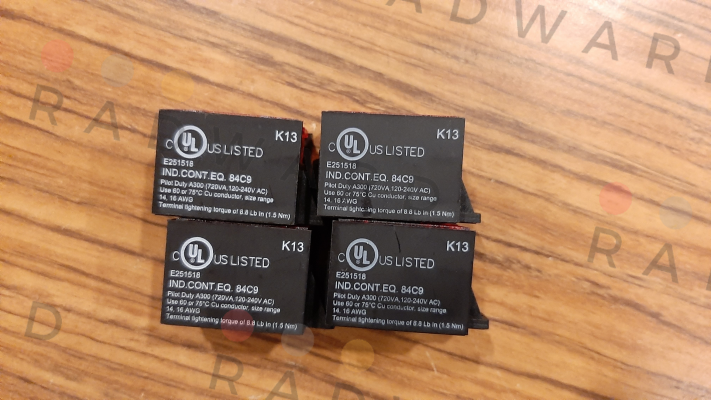 K13
C UL US LISTED
E251518
IND.CONT.EQ. 84C9
Pilot Duty A300 (720VA,120-240V AC)
Use 60 or 75°C Cu conductor, size range
14, 16 AWG
Terminal tightening torque of 8.8 Lb in (1.5 Nm)
K13
C UL US LISTED
E251518
IND.CONT.EQ. 84C9
Pilot Duty A300 (720VA,120-240V AC)
Use 60 or 75°C Cu conductor, size range
14, 16 AWG
Terminal tightening torque of 8.8 Lb in (1.5 Nm)
K13
C UL US LISTED
E251518
IND.CONT.EQ. 84C9
Pilot Duty A300 (720VA,120-240V AC)
Use 60 or 75°C Cu conductor, size range
14, 16 AWG
Terminal tightening torque of 8.8 Lb in (1.5 Nm)
K13
C UL US LISTED
E251518
IND.CONT.EQ. 84C9
Pilot Duty A300 (720VA,120-240V AC)
Use 60 or 75°C Cu conductor, size range
14, 16 AWG
Terminal tightening torque of 8.8 Lb in (1.5 Nm)